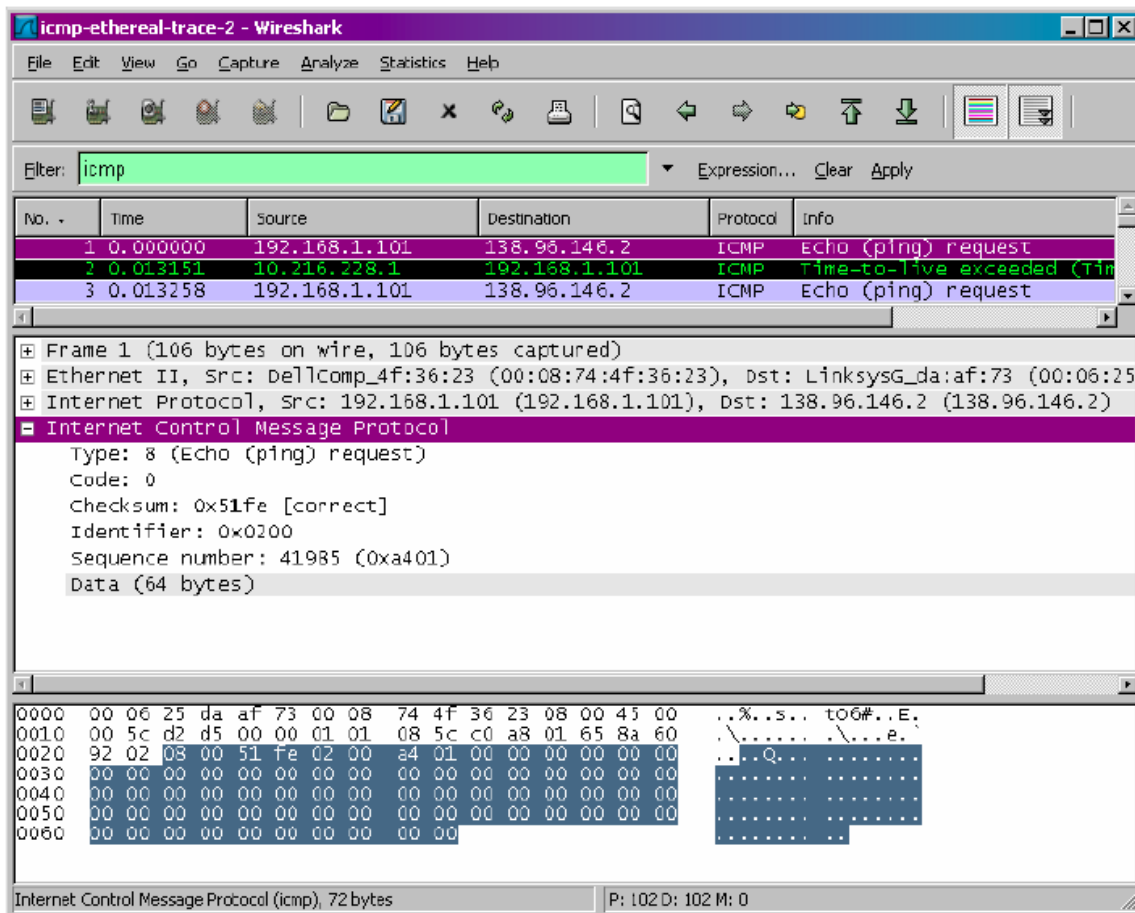 icmp-ethereal-trace-2 - Wireshark
File Edit View Go Capture Analyze Statistics Help
Filter: icmp Expression... Clear Apply
No. Time Source Destination Protocol Info
1 0.000000 192.168.1.101 138.96.146.2 ICMP Echo (ping) request
2 0.013151 10.216.228.1 192.168.1.101 ICMP Time-to-live exceeded (Tim
3 0.013258 192.168.1.101 138.96.146.2 ICMP Echo (ping) request
Frame 1 (106 bytes on wire, 106 bytes captured)
Ethernet II, Src: DellComp_4f:36:23 (00:08:74:4f:36:23), Dst: LinksysG_da:af:73 (00:06:25
Internet Protocol, Src: 192.168.1.101 (192.168.1.101), Dst: 138.96.146.2 (138.96.146.2)
Internet Control Message Protocol
Type: 8 (Echo (ping) request)
Code: 0
Checksum: 0x51fe [correct]
Identifier: 0x0200
Sequence number: 41985 (0xa401)
Data (64 bytes)
0000 00 06 25 da af 73 00 08 74 4f 36 23 08 00 45 00 ..%..s.. tO6#..E.
0010 00 5c d2 d5 00 00 01 01 08 5c c0 a8 01 65 8a 60 .\...... .\...e.`
0020 92 02 08 00 51 fe 02 00 a4 01 00 00 00 00 00 00 ....Q... ........
0030 00 00 00 00 00 00 00 00 00 00 00 00 00 00 00 00 ........ ........
0040 00 00 00 00 00 00 00 00 00 00 00 00 00 00 00 00 ........ ........
0050 00 00 00 00 00 00 00 00 00 00 00 00 00 00 00 00 ........ ........
0060 00 00 00 00 00 00 00 00 00 00 ........ ..
Internet Control Message Protocol (icmp), 72 bytes P: 102 D: 102 M: 0